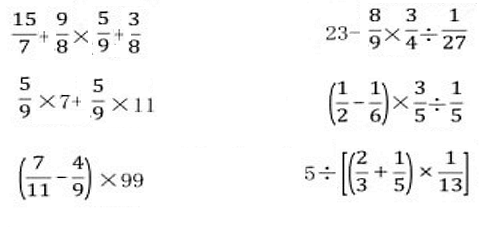 15/7 + 9/8 × 5/9 + 3/8    23 − 8/9 × 3/4 ÷ 1/27
5/9 × 7 + 5/9 × 11    (1/2 − 1/6) × 3/5 ÷ 1/5
(7/11 − 4/9) × 99    5 ÷ [(2/3 + 1/5) × 1/13]